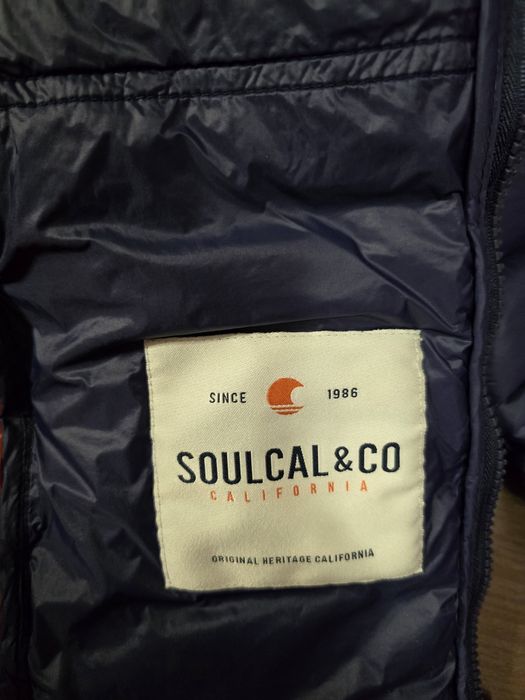 SINCE 1986
SOULCAL&CO
CALIFORNIA
ORIGINAL HERITAGE CALIFORNIA